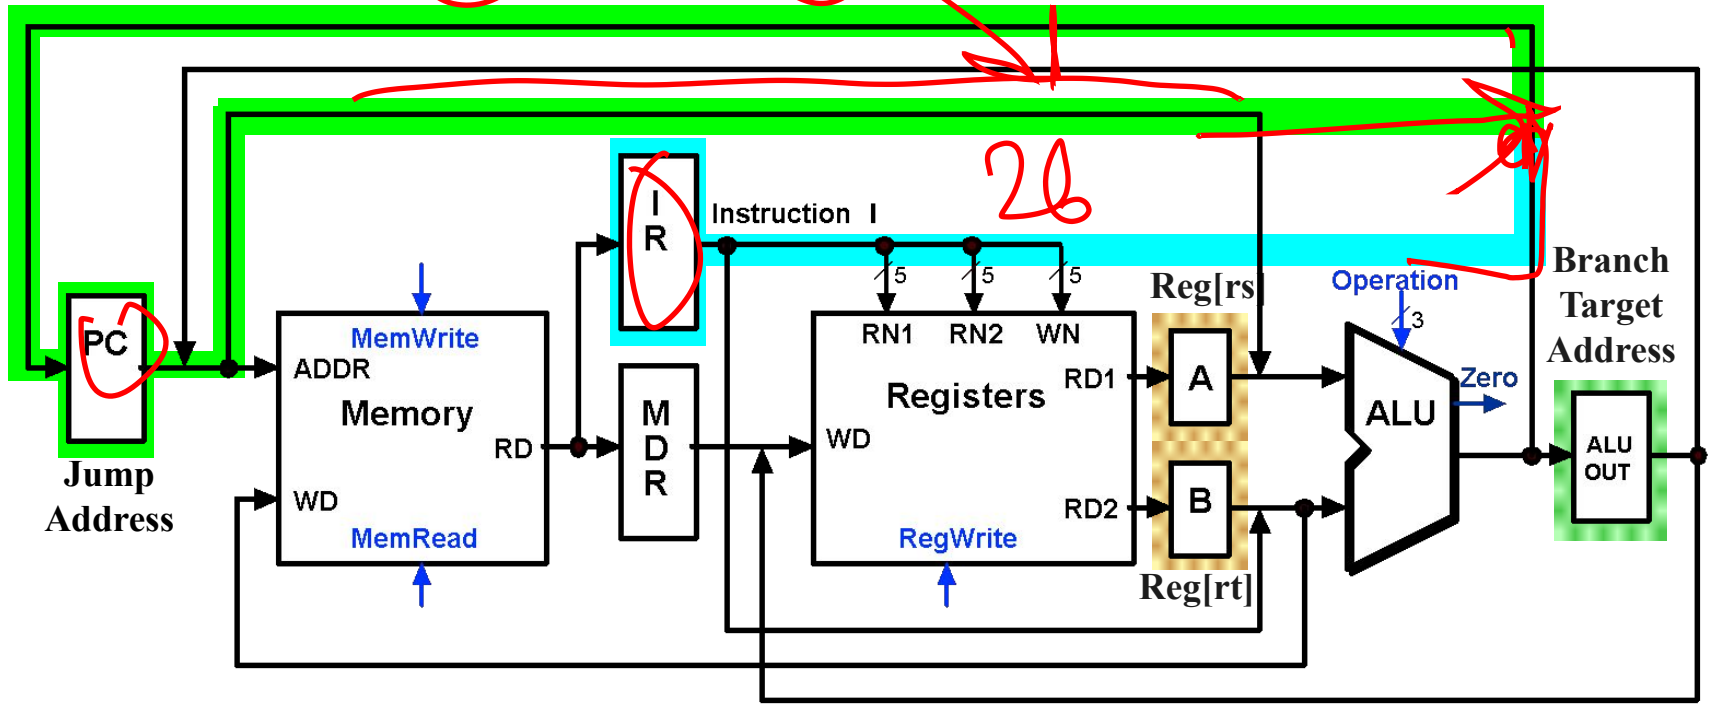 26
I
R
Instruction I
5
5
5
Reg[rs]
Operation
3
Branch
Target
Address
PC
Jump
Address
MemWrite
ADDR
Memory
RD
WD
MemRead
M
D
R
RN1
RN2
WN
RD1
Registers
WD
RD2
RegWrite
A
B
Reg[rt]
ALU
Zero
ALU
OUT